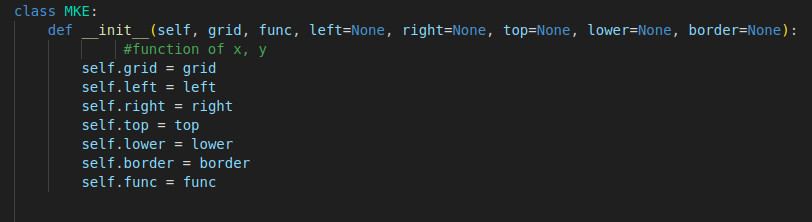 class MKE:
    def __init__(self, grid, func, left=None, right=None, top=None, lower=None, border=None):
             #function of x, y
        self.grid = grid
        self.left = left
        self.right = right
        self.top = top
        self.lower = lower
        self.border = border
        self.func = func